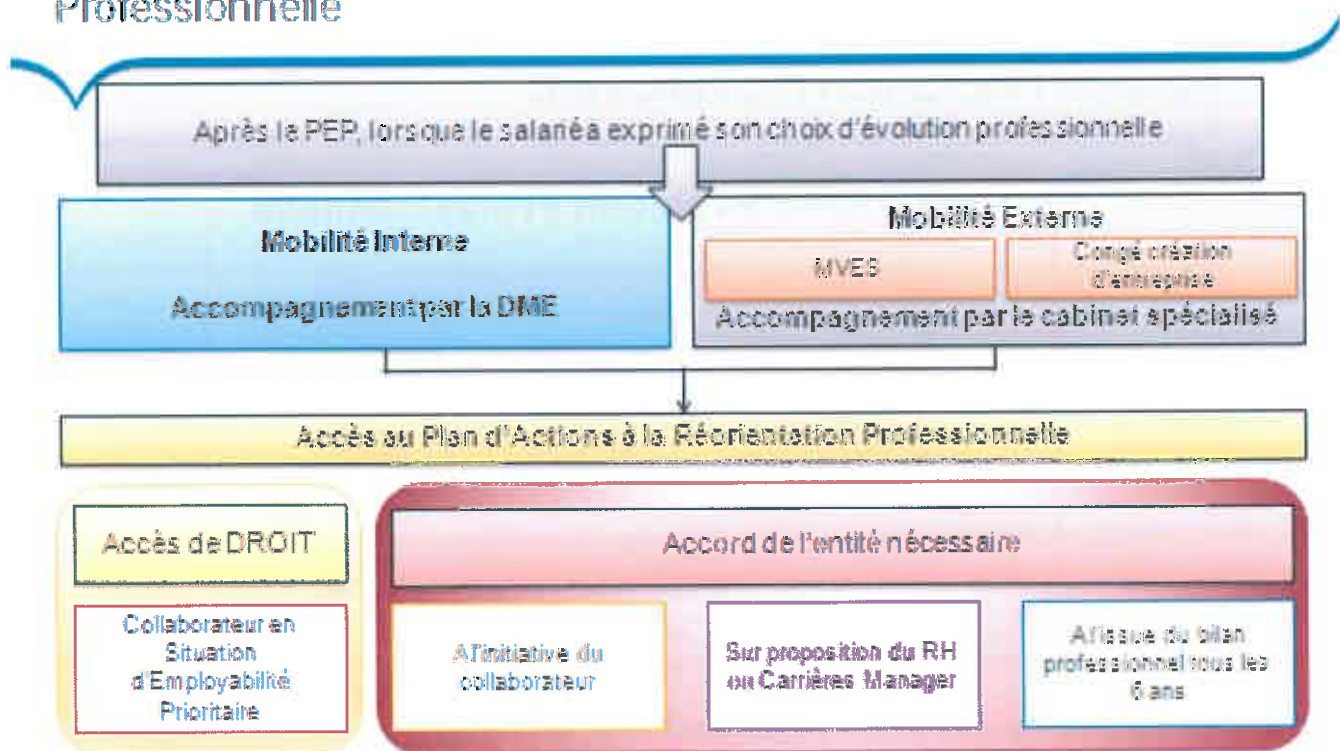 Professionnelle
Après la PEP, lorsque le salarié a exprimé son choix d'évolution professionnelle
Mobilité Interne
Accompagnement par la DME
Mobilité Externe
MVES
Congé création
d'entreprise
Accompagnement par le cabinet spécialisé
Accès au Plan d'Actions à la Réorientation Professionnelle
Accès de DROIT
Accord de l'entité nécessaire
Collaborateur en
Situation
d'Employabilité
Prioritaire
A l'initiative du
collaborateur
Sur proposition du RH
ou Carrières Manager
A l'issue du bilan
professionnel tous les
6 ans